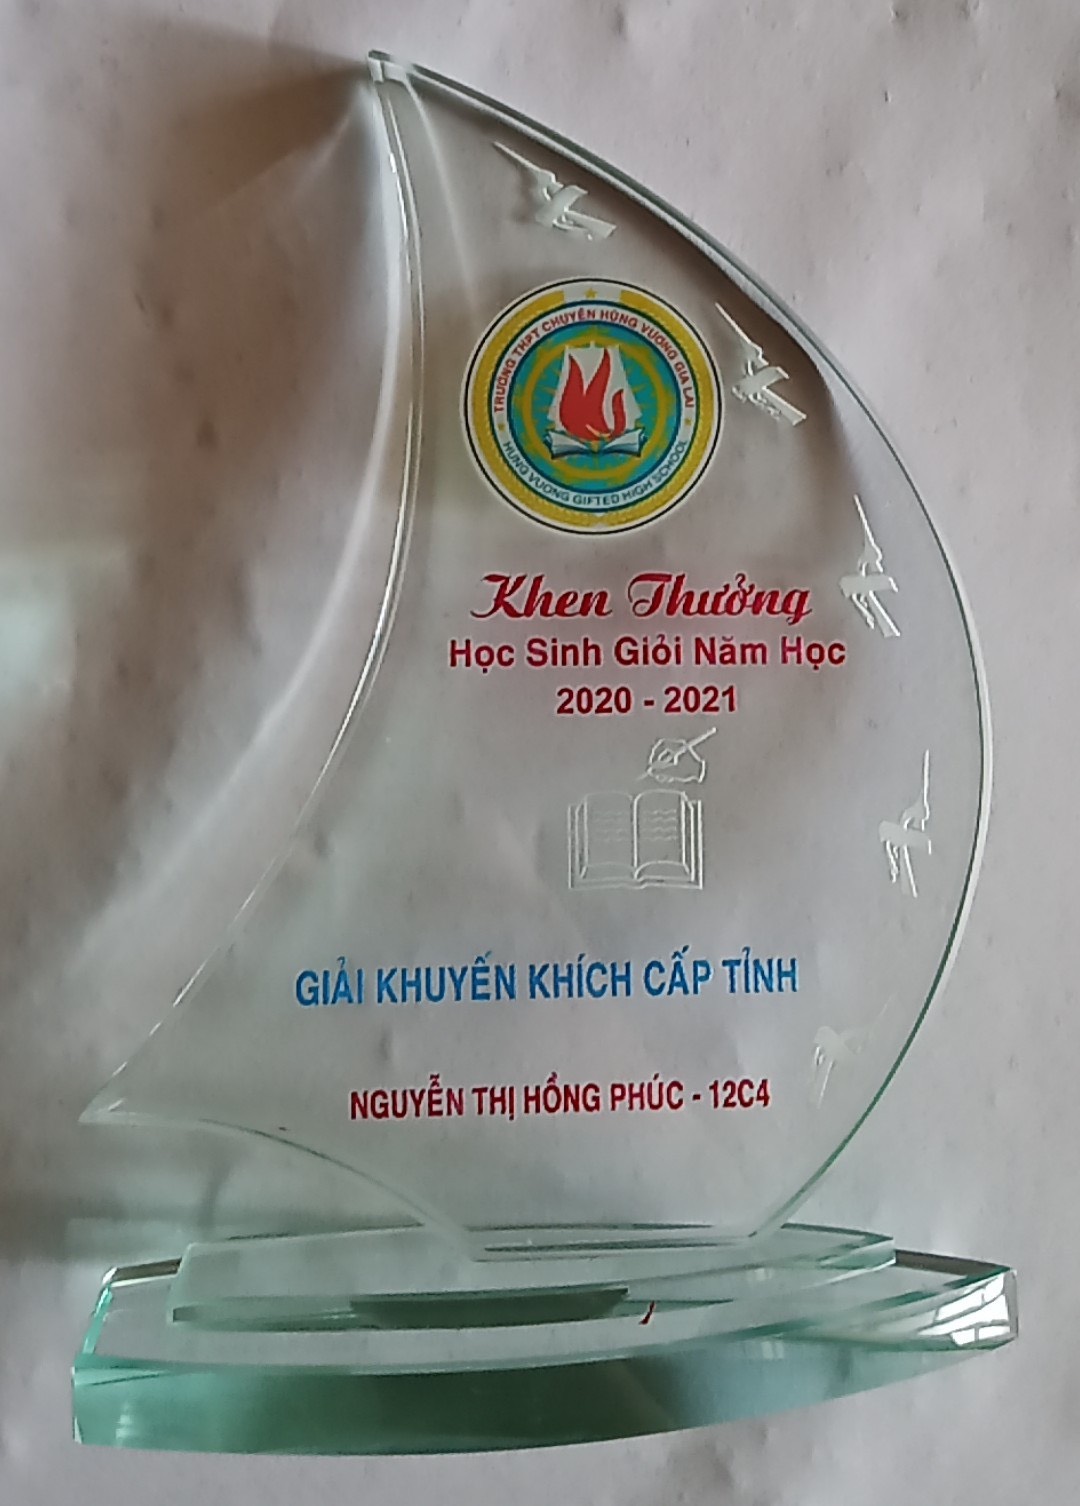 TRƯỜNG THPT CHUYÊN HÙNG VƯƠNG GIA LAI
HUNG VUONG GIFTED HIGH SCHOOL
Khen Thưởng
Học Sinh Giỏi Năm Học
2020 - 2021
GIẢI KHUYẾN KHÍCH CẤP TỈNH
NGUYỄN THỊ HỒNG PHÚC - 12C4